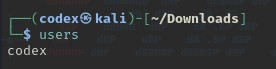 ┌──(codex㉿kali)-[~/Downloads]
└─$ users
codex